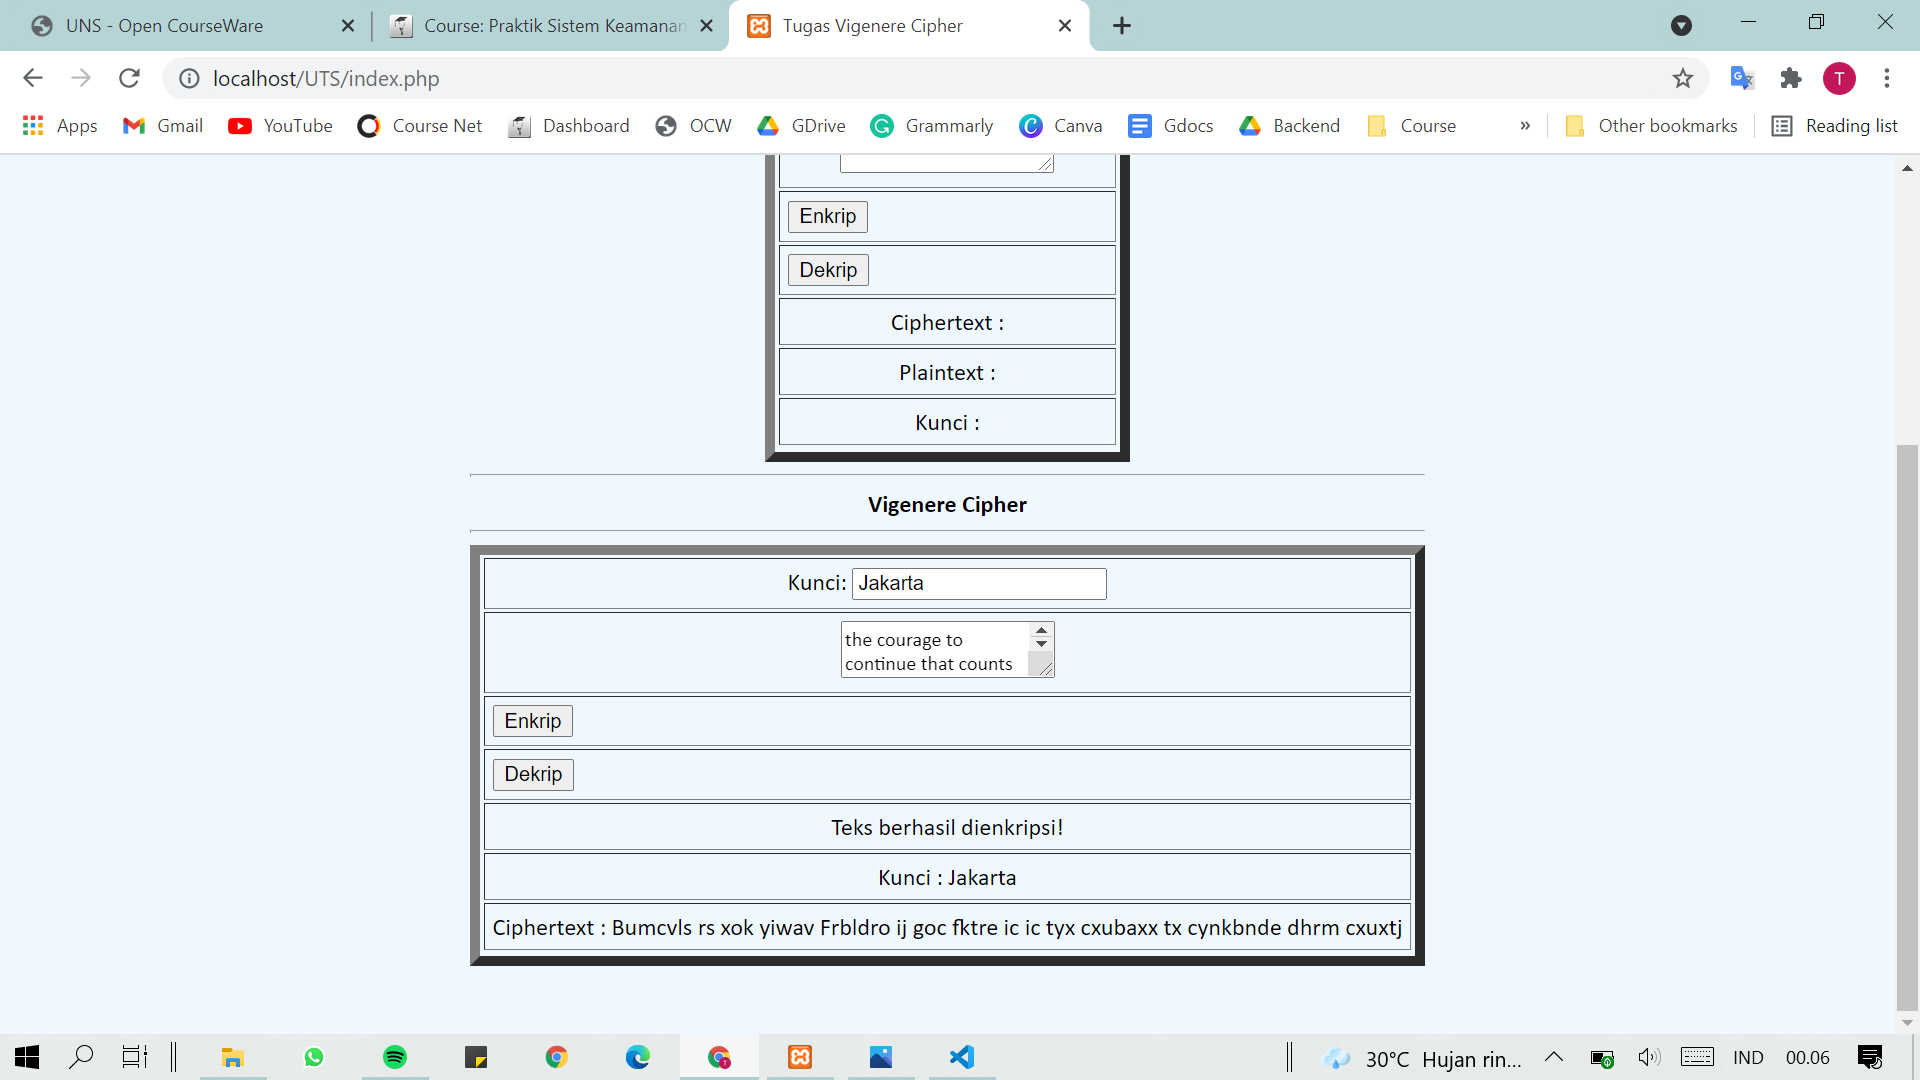 UNS - Open CourseWare
Course: Praktik Sistem Keamanan
Tugas Vigenere Cipher
localhost/UTS/index.php
T
Apps
Gmail
YouTube
Course Net
Dashboard
OCW
GDrive
Grammarly
Canva
Gdocs
Backend
Course
»
Other bookmarks
Reading list
Enkrip
Dekrip
Ciphertext :
Plaintext :
Kunci :
Vigenere Cipher
Kunci: Jakarta
the courage to
continue that counts
Enkrip
Dekrip
Teks berhasil dienkripsi!
Kunci : Jakarta
Ciphertext : Bumcvls rs xok yiwav Frbldro ij goc fktre ic ic tyx cxubaxx tx cynkbnde dhrm cxuxtj
30°C Hujan rin...
IND
00.06